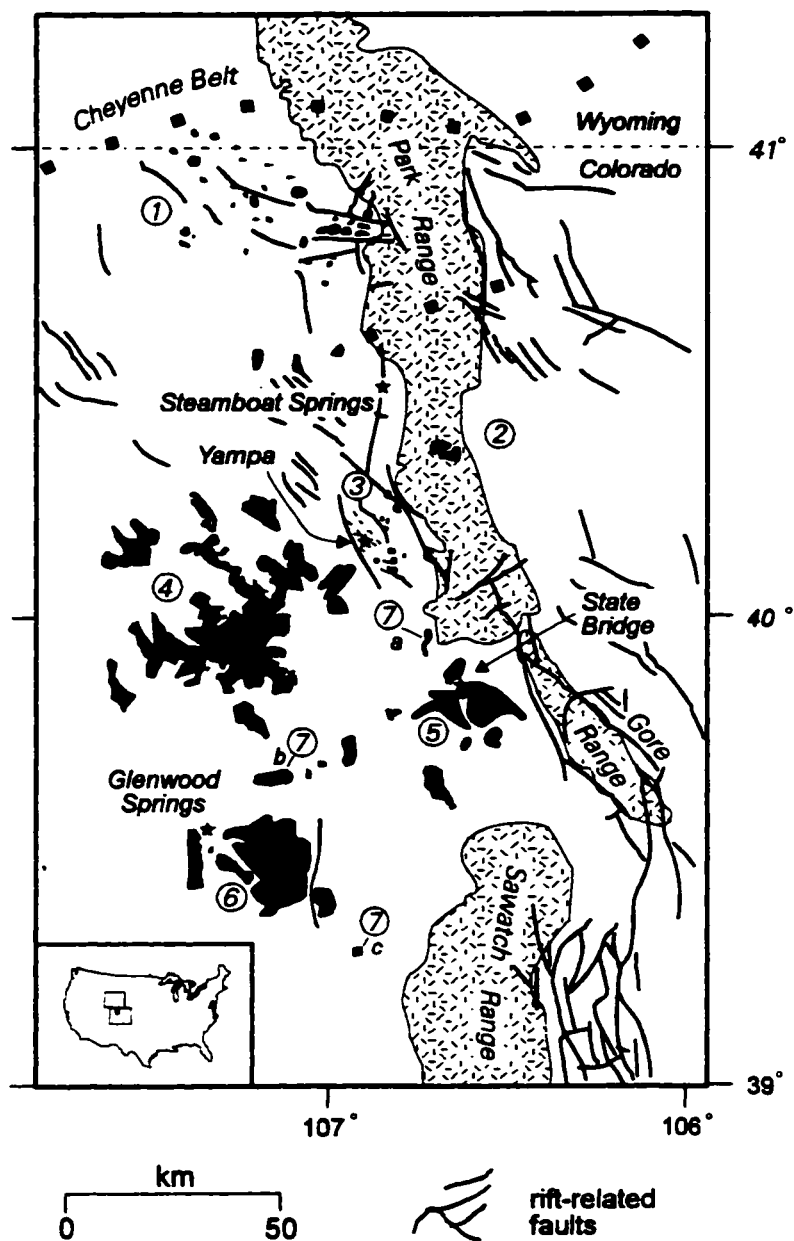 Cheyenne Belt
Wyoming
41°
Colorado
Park
Range
1
Steamboat Springs
2
Yampa
3
4
State
Bridge
40°
7
a
5
Gore
Range
7
b
Glenwood
Springs
6
7
c
Sawatch
Range
39°
107°
106°
km
0 50
rift-related
faults